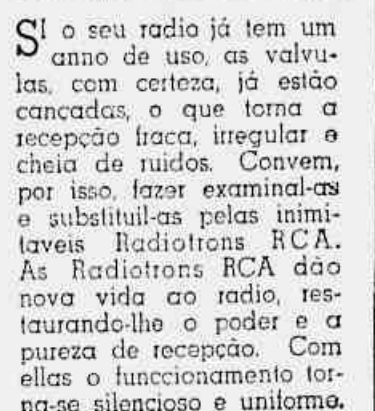 SI o seu radio já tem um
anno de uso, as valvu-
las, com certeza, já estão
cançadas, o que torna a
recepção fraca, irregular e
cheia de ruidos. Convem,
por isso, fazer examinal-as
e substituil-as pelas inimi-
taveis Radiotrons RCA.
As Radiotrons RCA dão
nova vida ao radio, res-
taurando-lhe o poder e a
pureza de recepção. Com
ellas o funccionamento tor-
na-se silencioso e uniforme.